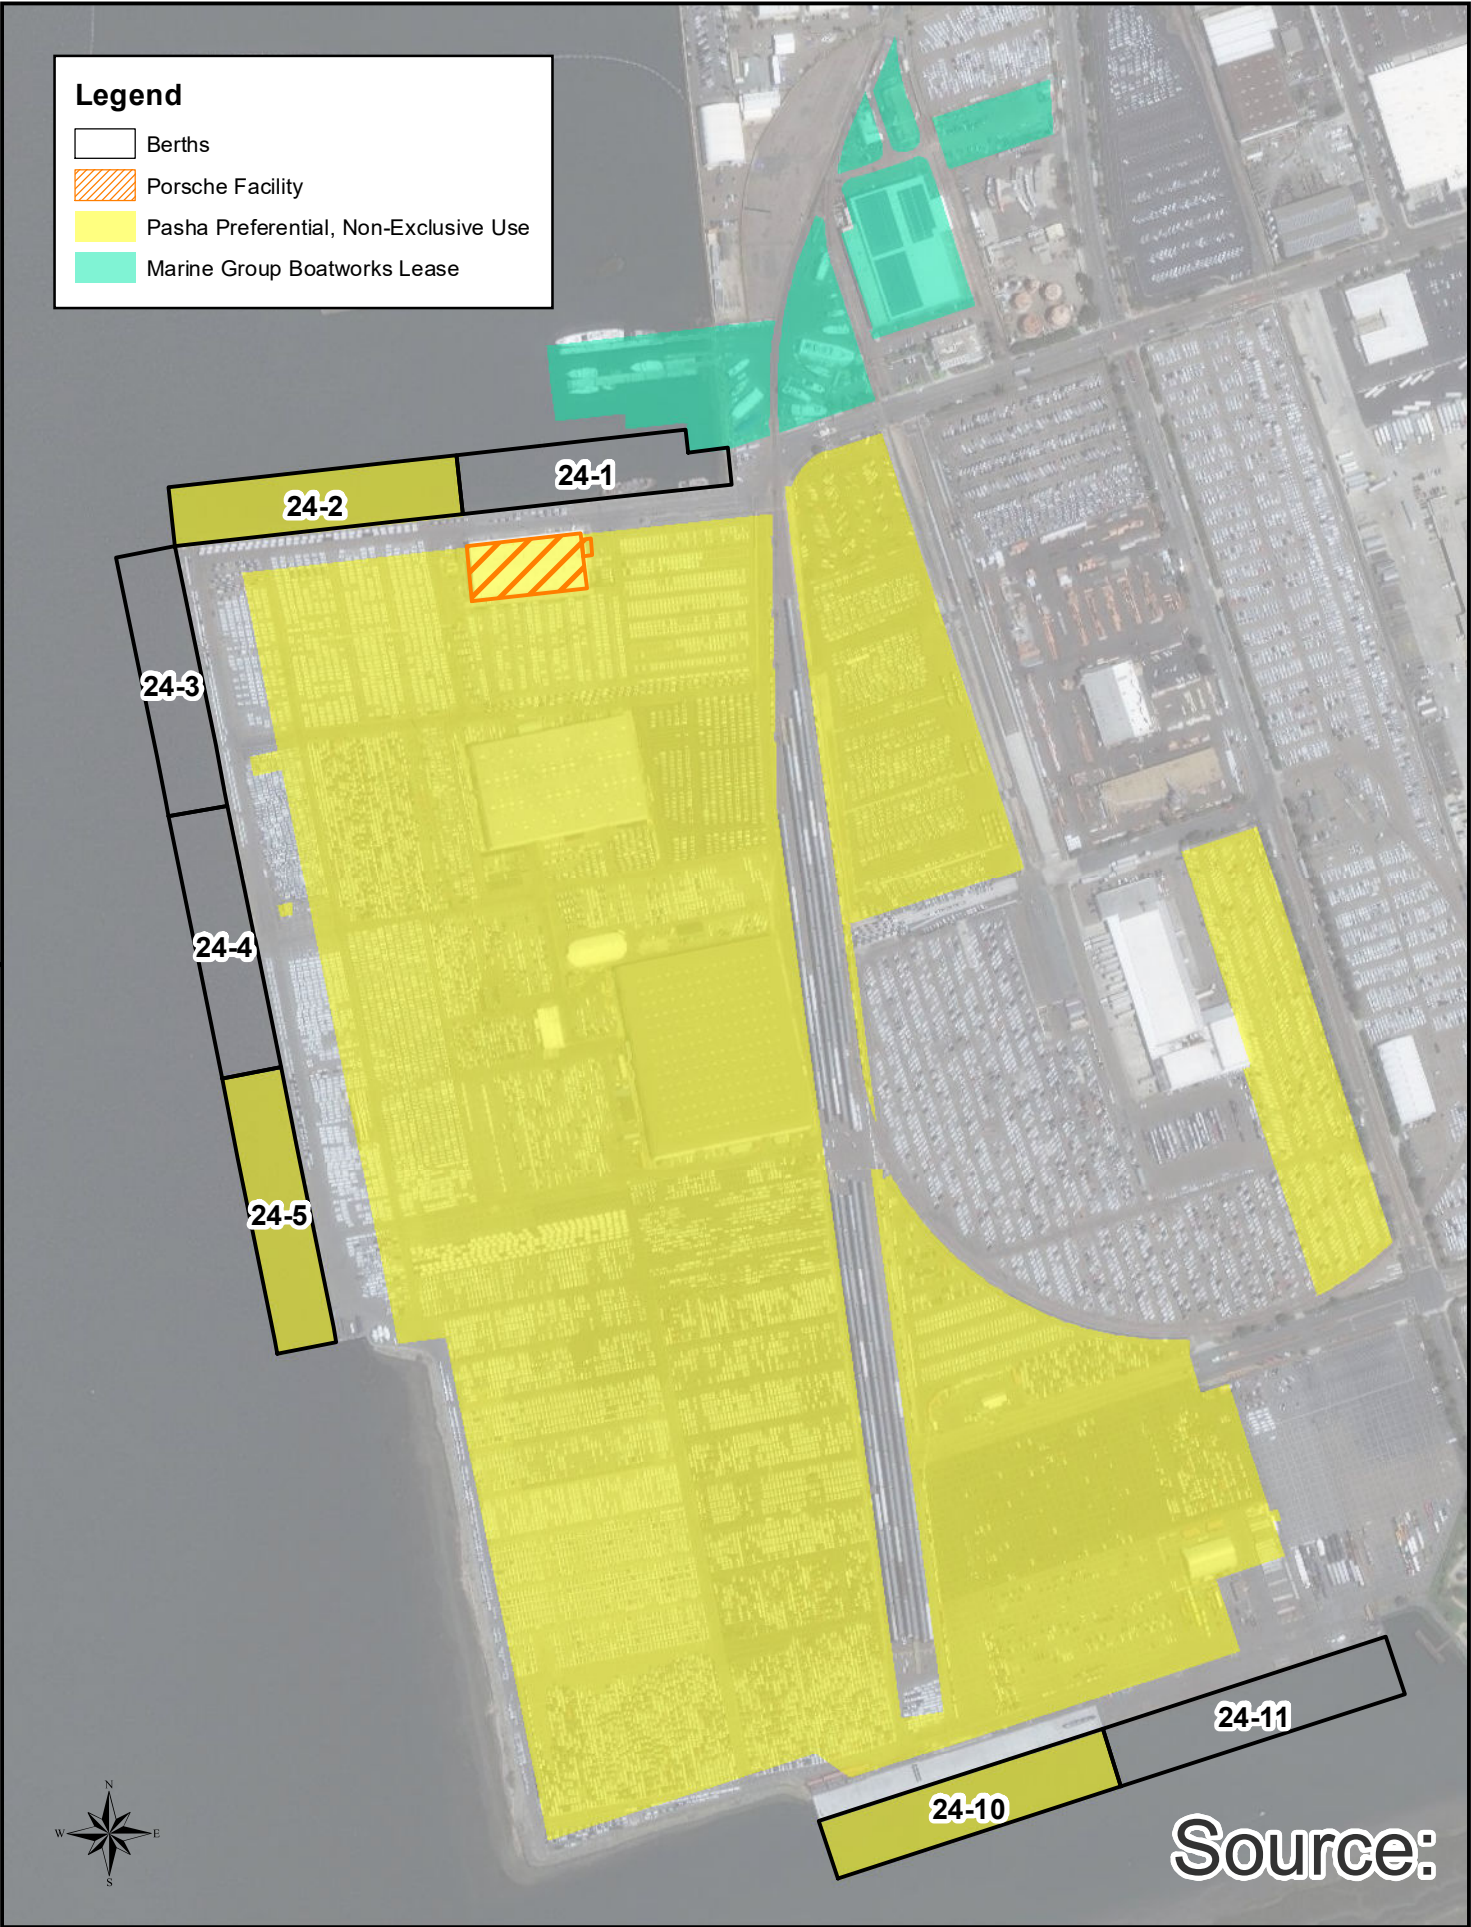 Legend
Berths
Porsche Facility
Pasha Preferential, Non-Exclusive Use
Marine Group Boatworks Lease
24-1
24-2
24-3
24-4
24-5
24-11
24-10
N
W E
S
Source: